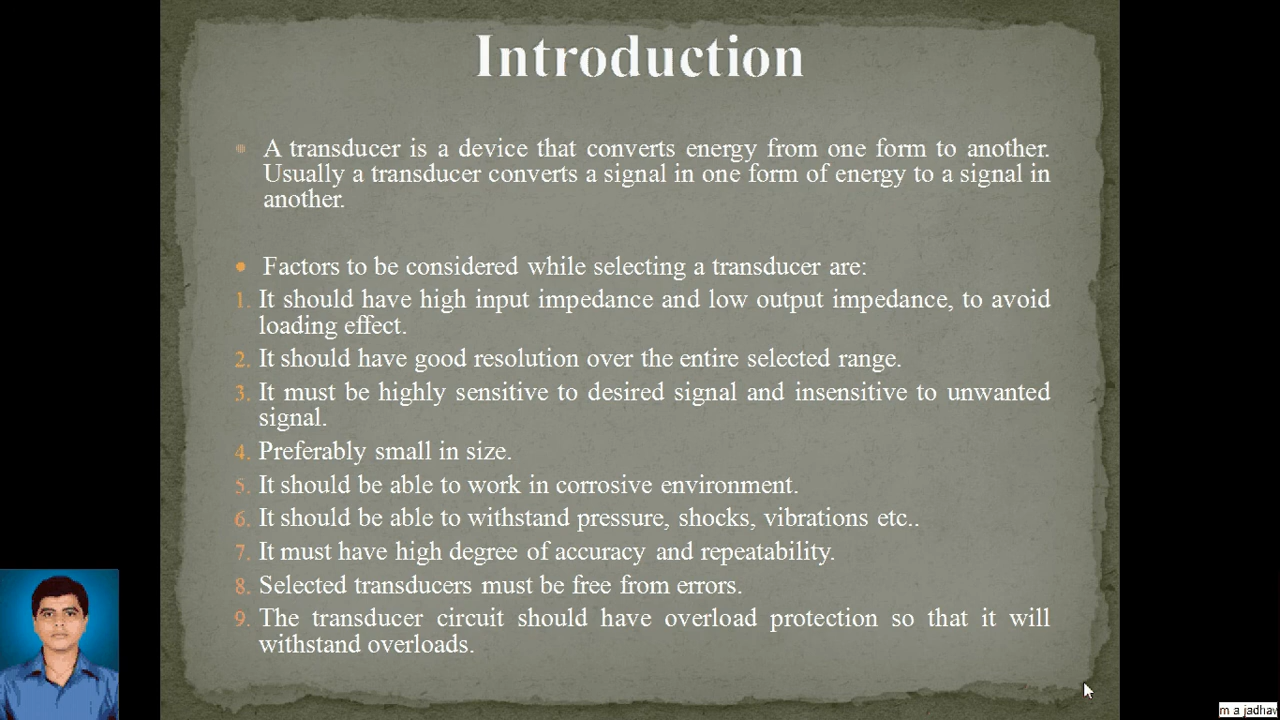 Introduction
A transducer is a device that converts energy from one form to another.
Usually a transducer converts a signal in one form of energy to a signal in
another.
Factors to be considered while selecting a transducer are:
1. It should have high input impedance and low output impedance, to avoid
loading effect.
2. It should have good resolution over the entire selected range.
3. It must be highly sensitive to desired signal and insensitive to unwanted
signal.
4. Preferably small in size.
5. It should be able to work in corrosive environment.
6. It should be able to withstand pressure, shocks, vibrations etc..
7. It must have high degree of accuracy and repeatability.
8. Selected transducers must be free from errors.
9. The transducer circuit should have overload protection so that it will
withstand overloads.
m a jadhav